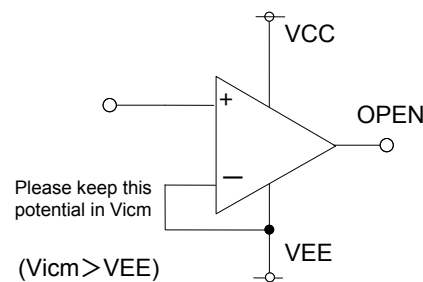 VCC
+
OPEN
Please keep this
potential in Vicm
−
VEE
(Vicm＞VEE)